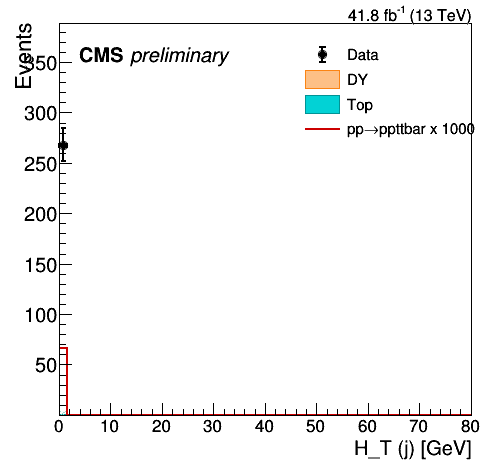 41.8 fb⁻¹ (13 TeV)
Events
CMS preliminary
Data
DY
Top
pp→ppttbar x 1000
350
300
250
200
150
100
50
0 10 20 30 40 50 60 70 80
H_T (j) [GeV]